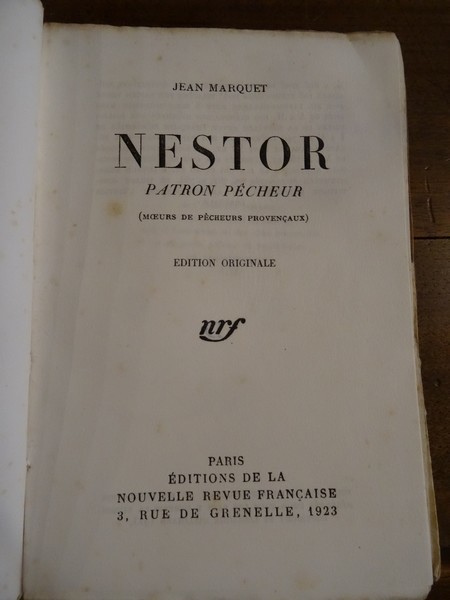 JEAN MARQUET
NESTOR
PATRON PÊCHEUR
(MŒURS DE PÊCHEURS PROVENÇAUX)
EDITION ORIGINALE
nrf
PARIS
ÉDITIONS DE LA
NOUVELLE REVUE FRANÇAISE
3, RUE DE GRENELLE, 1923